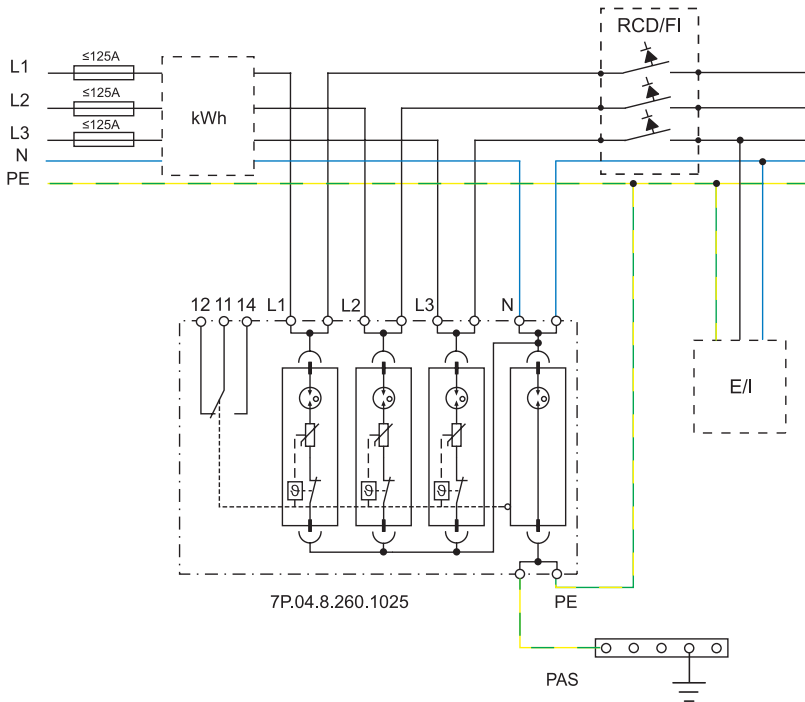 RCD/FI
L1
≤125A
L2
≤125A
kWh
L3
≤125A
N
PE
12 11 14 L1 L2 L3 N
E/I
ϑ ϑ ϑ
7P.04.8.260.1025
PE
PAS